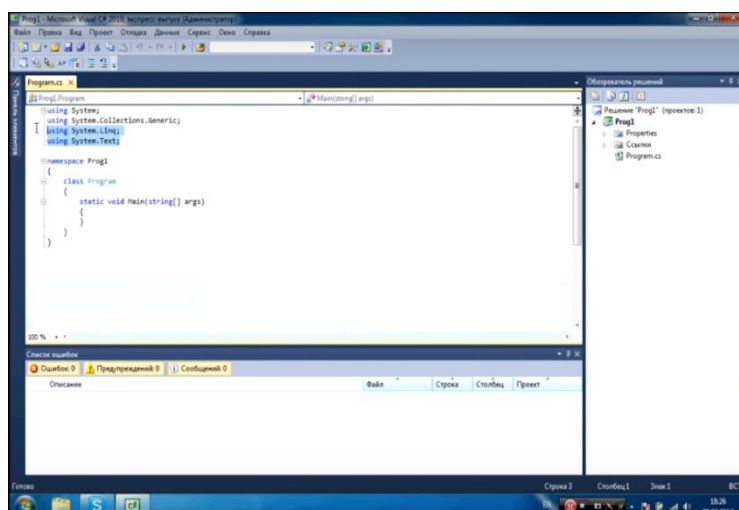 Prog1 - Microsoft Visual C# 2010 экспресс-выпуск (Администратор)
Файл Правка Вид Проект Отладка Данные Сервис Окно Справка
Program.cs
Обозреватель решений
Панель элементов
Prog1.Program
Main(string[] args)
using System;
using System.Collections.Generic;
using System.Linq;
using System.Text;
namespace Prog1
{
class Program
{
static void Main(string[] args)
{
}
}
}
Решение "Prog1" (проектов: 1)
Prog1
Properties
Ссылки
Program.cs
100 %
Список ошибок
Ошибок: 0 Предупреждений: 0 Сообщений: 0
Описание Файл Строка Столбец Проект
Готово Строка 3 Столбец 1 Знак 1 ВСТ
EN 18:26